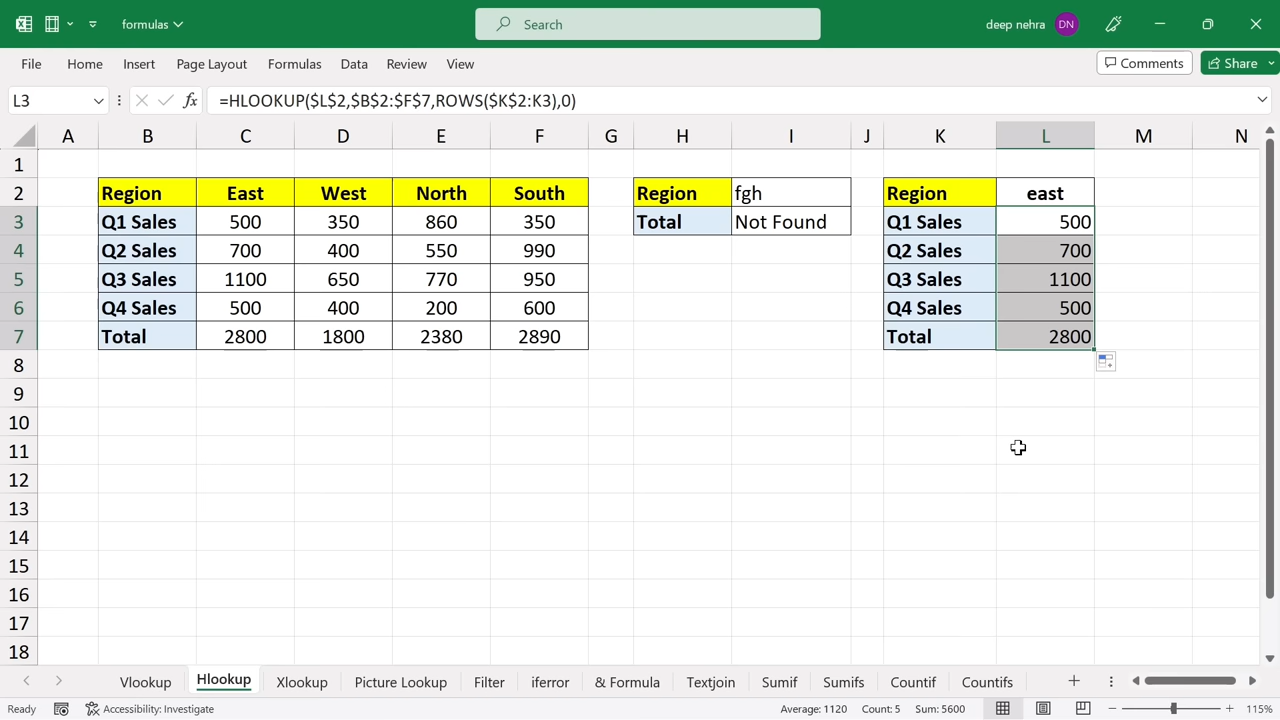 formulas
Search
deep nehra DN
File Home Insert Page Layout Formulas Data Review View Comments Share
L3 fx =HLOOKUP($L$2,$B$2:$F$7,ROWS($K$2:K3),0)
A B C D E F G H I J K L M N
1
2 Region East West North South Region fgh Region east
3 Q1 Sales 500 350 860 350 Total Not Found Q1 Sales 500
4 Q2 Sales 700 400 550 990 Q2 Sales 700
5 Q3 Sales 1100 650 770 950 Q3 Sales 1100
6 Q4 Sales 500 400 200 600 Q4 Sales 500
7 Total 2800 1800 2380 2890 Total 2800
8
9
10
11
12
13
14
15
16
17
18
Vlookup Hlookup Xlookup Picture Lookup Filter iferror & Formula Textjoin Sumif Sumifs Countif Countifs
Ready Accessibility: Investigate Average: 1120 Count: 5 Sum: 5600 115%